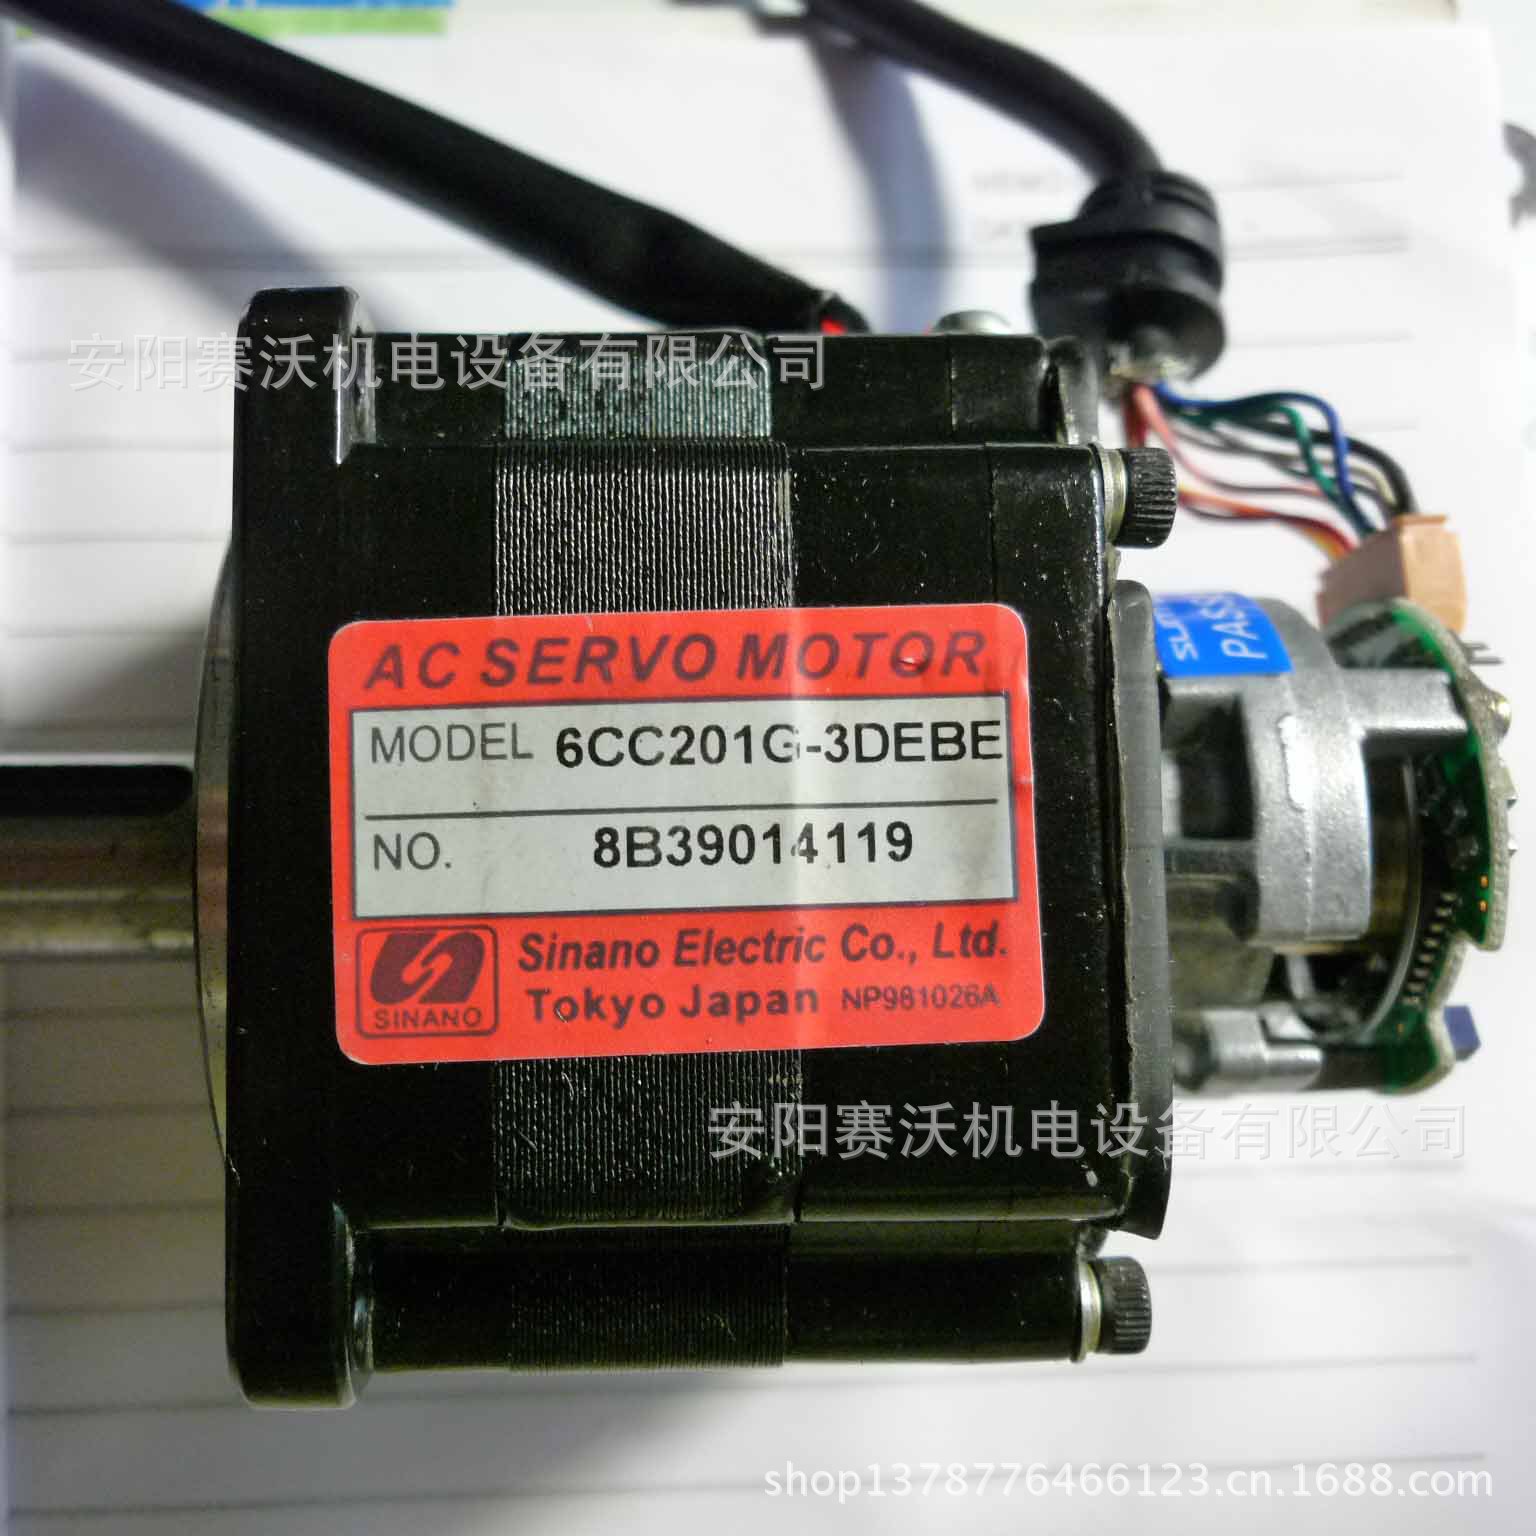 安阳赛沃机电设备有限公司
PASS
AC SERVO MOTOR
MODEL 6CC201G-3DEBE
NO. 8B39014119
SINANO
Sinano Electric Co., Ltd.
Tokyo Japan NP981026A
安阳赛沃机电设备有限公司
shop1378776466123.cn.1688.com